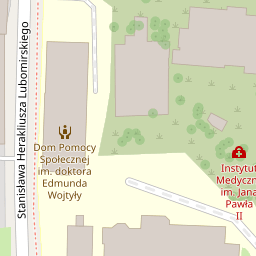 Stanisława Herakliusza Lubomirskiego
Dom Pomocy
Społecznej
im. doktora
Edmunda
Wojtyły
Instytut
Medyczn
im. Jana
Pawła
II